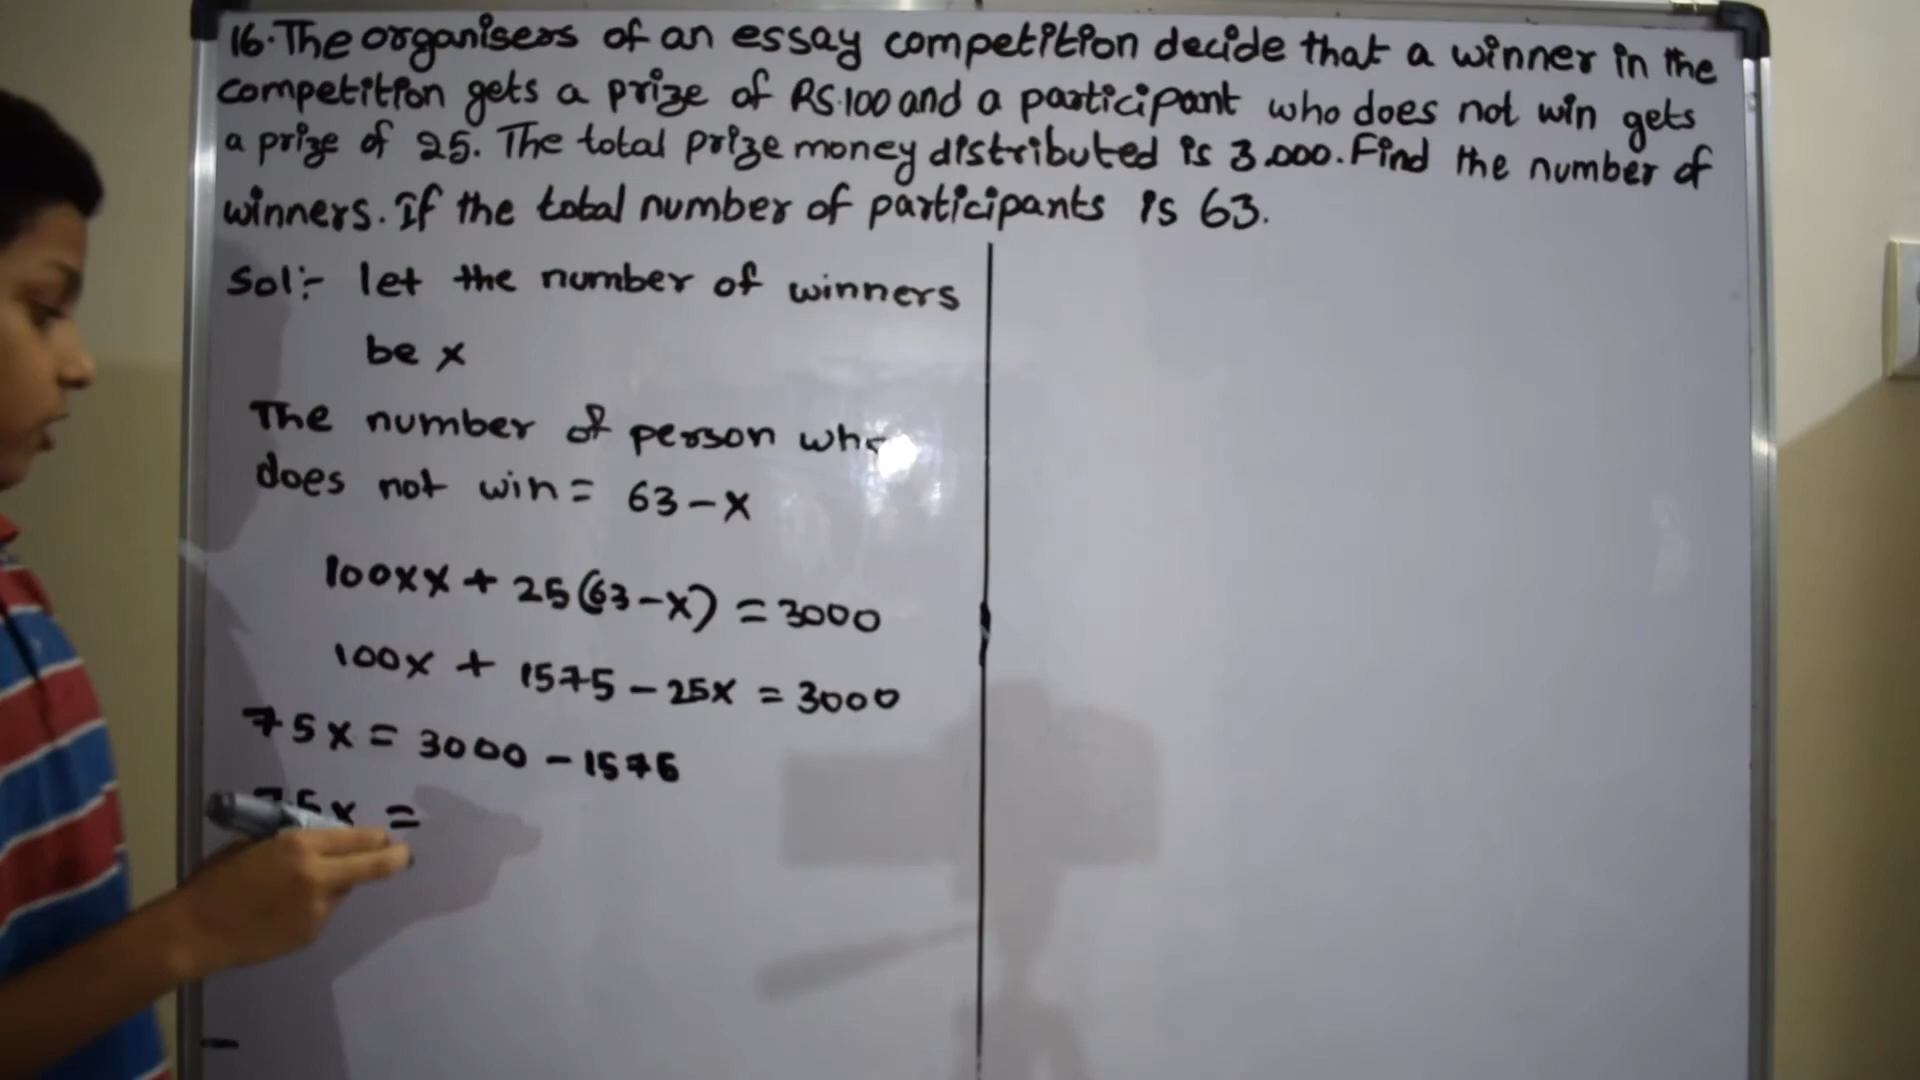 16. The organisers of an essay competition decide that a winner in the
competition gets a prize of RS.100 and a participant who does not win gets
a prize of 25. The total prize money distributed is 3.000. Find the number of
winners. If the total number of participants is 63.
Sol:- let the number of winners
be x
The number of person who
does not win = 63-x
100xx + 25(63-x) = 3000
100x + 1575 - 25x = 3000
75x = 3000 - 1575
75x =